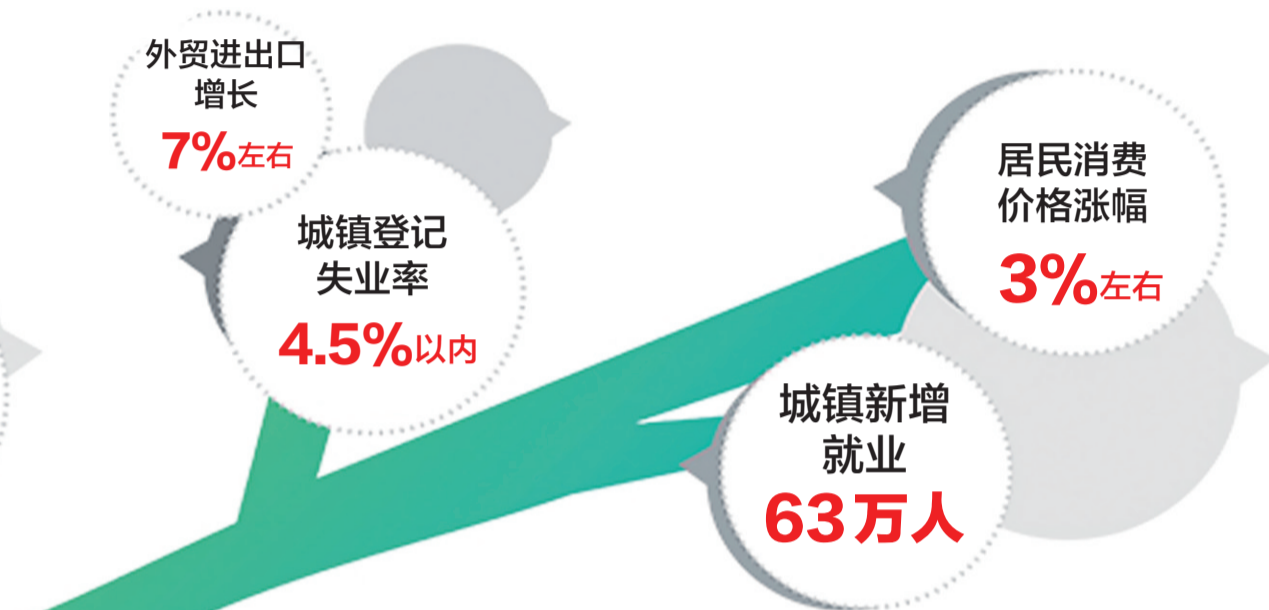 外贸进出口
增长
7%左右
城镇登记
失业率
4.5%以内
居民消费
价格涨幅
3%左右
城镇新增
就业
63万人